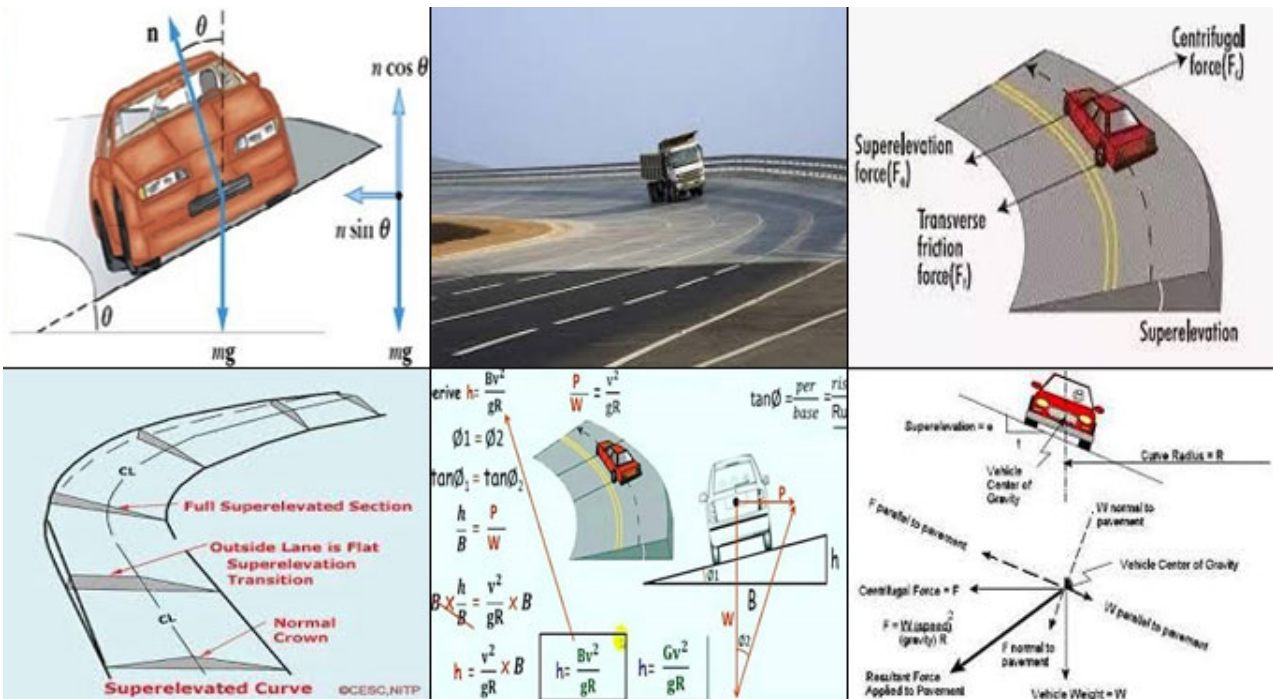 n
θ
n cos θ
n sin θ
θ
mg
mg
Centrifugal
force(F
Superelevation
force(F
Transverse
friction
force(F
Superelevation
CL
Full Superelevated Section
Outside Lane is Flat
Superelevation
Transition
CL
Normal
Crown
Superelevated Curve
©CESC,NITP
erive h= Bv²/gR
P/W = v²/gR
tanØ = per/base = ris/Ru
Ø1 = Ø2
tanØ₁ = tanØ₂
h/B = P/W
B × h/B = v²/gR × B
h = v²/gR × B
h= Bv²/gR
h= Gv²/gR
P
h
Ø1
B
W
Ø2
Superelevation = e
1
Vehicle
Center of
Gravity
Curve Radius = R
F parallel to pavement
W normal to
pavement
Vehicle Center of Gravity
Centrifugal Force = F
W parallel to pavement
F = W (speed)²
(gravity) R
F normal to
pavement
Resultant Force
Applied to Pavement
Vehicle Weight = W